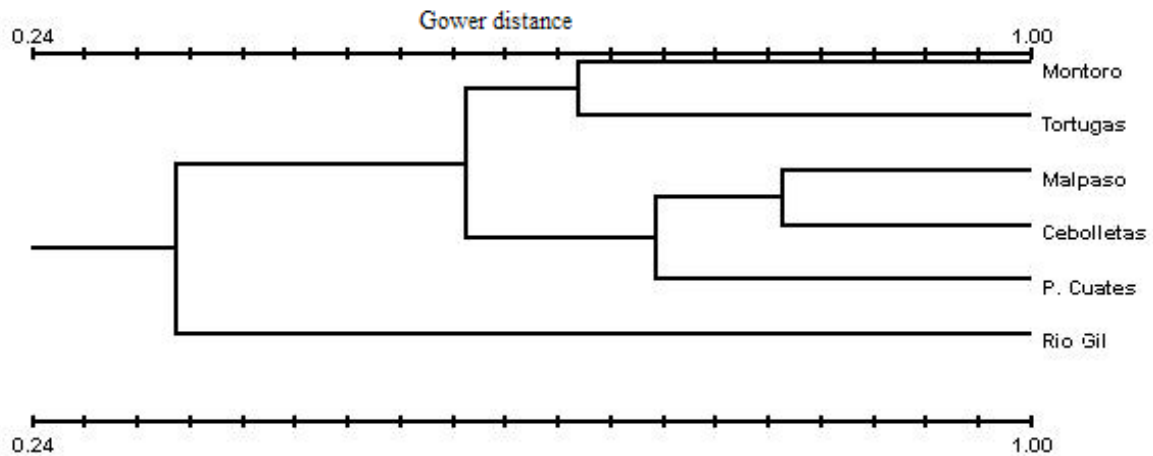 Gower distance
0.24 1.00
Montoro
Tortugas
Malpaso
Cebolletas
P. Cuates
Rio Gil
0.24 1.00